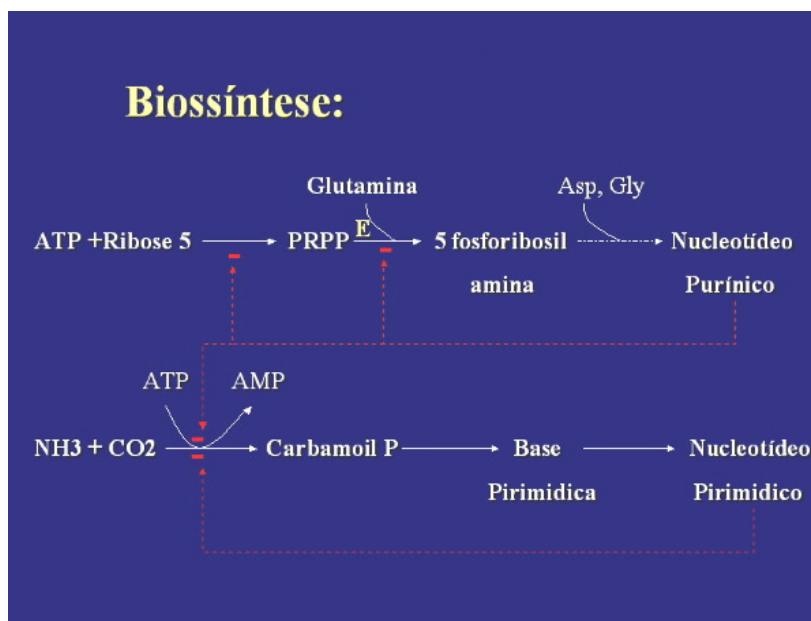 Biossíntese:
Glutamina Asp, Gly
ATP +Ribose 5 PRPP E 5 fosforibosil Nucleotídeo
amina Purínico
ATP AMP
NH3 + CO2 Carbamoil P Base Nucleotídeo
Pirimidica Pirimidico